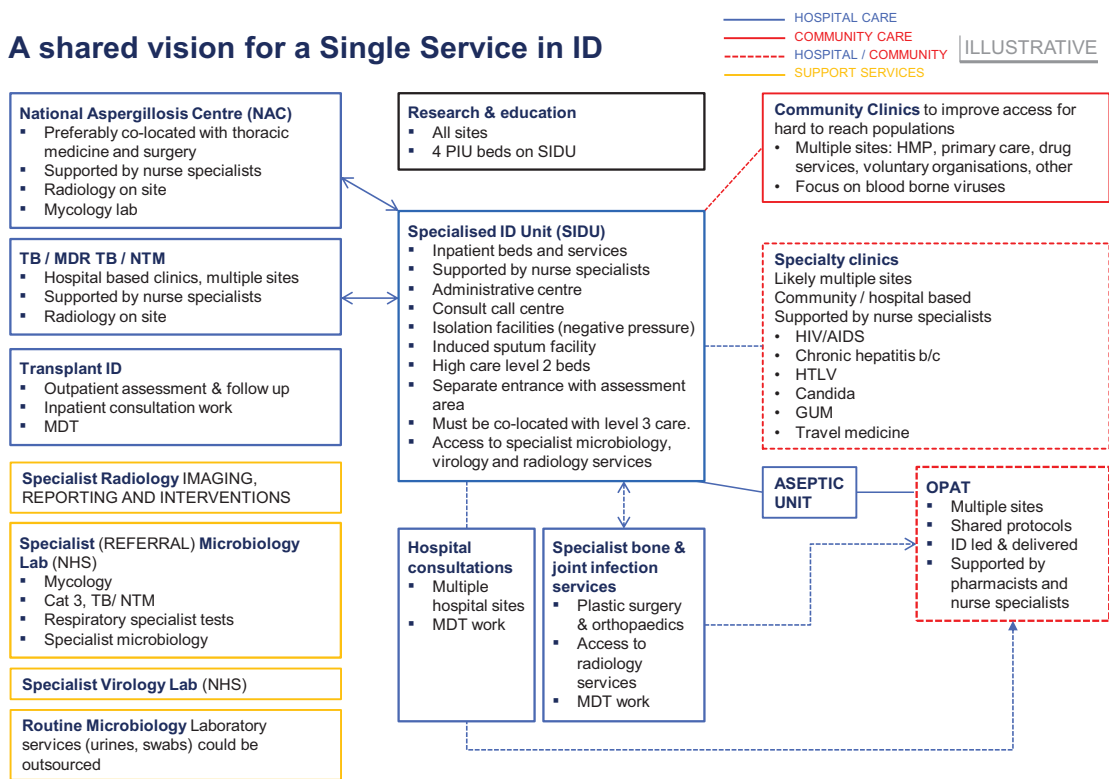 A shared vision for a Single Service in ID
HOSPITAL CARE
COMMUNITY CARE
HOSPITAL / COMMUNITY
SUPPORT SERVICES
ILLUSTRATIVE
National Aspergillosis Centre (NAC)
▪ Preferably co-located with thoracic
medicine and surgery
▪ Supported by nurse specialists
▪ Radiology on site
▪ Mycology lab
TB / MDR TB / NTM
▪ Hospital based clinics, multiple sites
▪ Supported by nurse specialists
▪ Radiology on site
Transplant ID
▪ Outpatient assessment & follow up
▪ Inpatient consultation work
▪ MDT
Specialist Radiology IMAGING,
REPORTING AND INTERVENTIONS
Specialist (REFERRAL) Microbiology
Lab (NHS)
▪ Mycology
▪ Cat 3, TB/ NTM
▪ Respiratory specialist tests
▪ Specialist microbiology
Specialist Virology Lab (NHS)
Routine Microbiology Laboratory
services (urines, swabs) could be
outsourced
Research & education
▪ All sites
▪ 4 PIU beds on SIDU
Specialised ID Unit (SIDU)
▪ Inpatient beds and services
▪ Supported by nurse specialists
▪ Administrative centre
▪ Consult call centre
▪ Isolation facilities (negative pressure)
▪ Induced sputum facility
▪ High care level 2 beds
▪ Separate entrance with assessment
area
▪ Must be co-located with level 3 care.
▪ Access to specialist microbiology,
virology and radiology services
Hospital
consultations
▪ Multiple
hospital sites
▪ MDT work
Specialist bone &
joint infection
services
▪ Plastic surgery
& orthopaedics
▪ Access to
radiology
services
▪ MDT work
Community Clinics to improve access for
hard to reach populations
• Multiple sites: HMP, primary care, drug
services, voluntary organisations, other
• Focus on blood borne viruses
Specialty clinics
Likely multiple sites
Community / hospital based
Supported by nurse specialists
• HIV/AIDS
• Chronic hepatitis b/c
• HTLV
• Candida
• GUM
• Travel medicine
ASEPTIC
UNIT
OPAT
▪ Multiple sites
▪ Shared protocols
▪ ID led & delivered
▪ Supported by
pharmacists and
nurse specialists